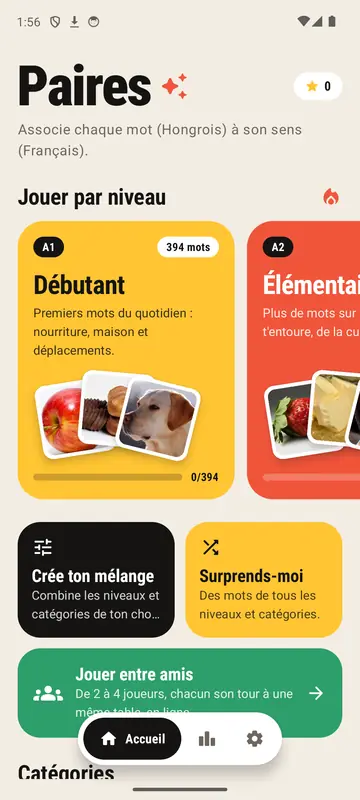 1:56
Paires
0
Associe chaque mot (Hongrois) à son sens
(Français).
Jouer par niveau
A1
394 mots
Débutant
Premiers mots du quotidien :
nourriture, maison et
déplacements.
0/394
A2
Élémentai
Plus de mots sur
t'entoure, de la cu
Crée ton mélange
Combine les niveaux et
catégories de ton cho…
Surprends-moi
Des mots de tous les
niveaux et catégories.
Jouer entre amis
De 2 à 4 joueurs, chacun son tour à une
même table, en ligne
Accueil
Catégories